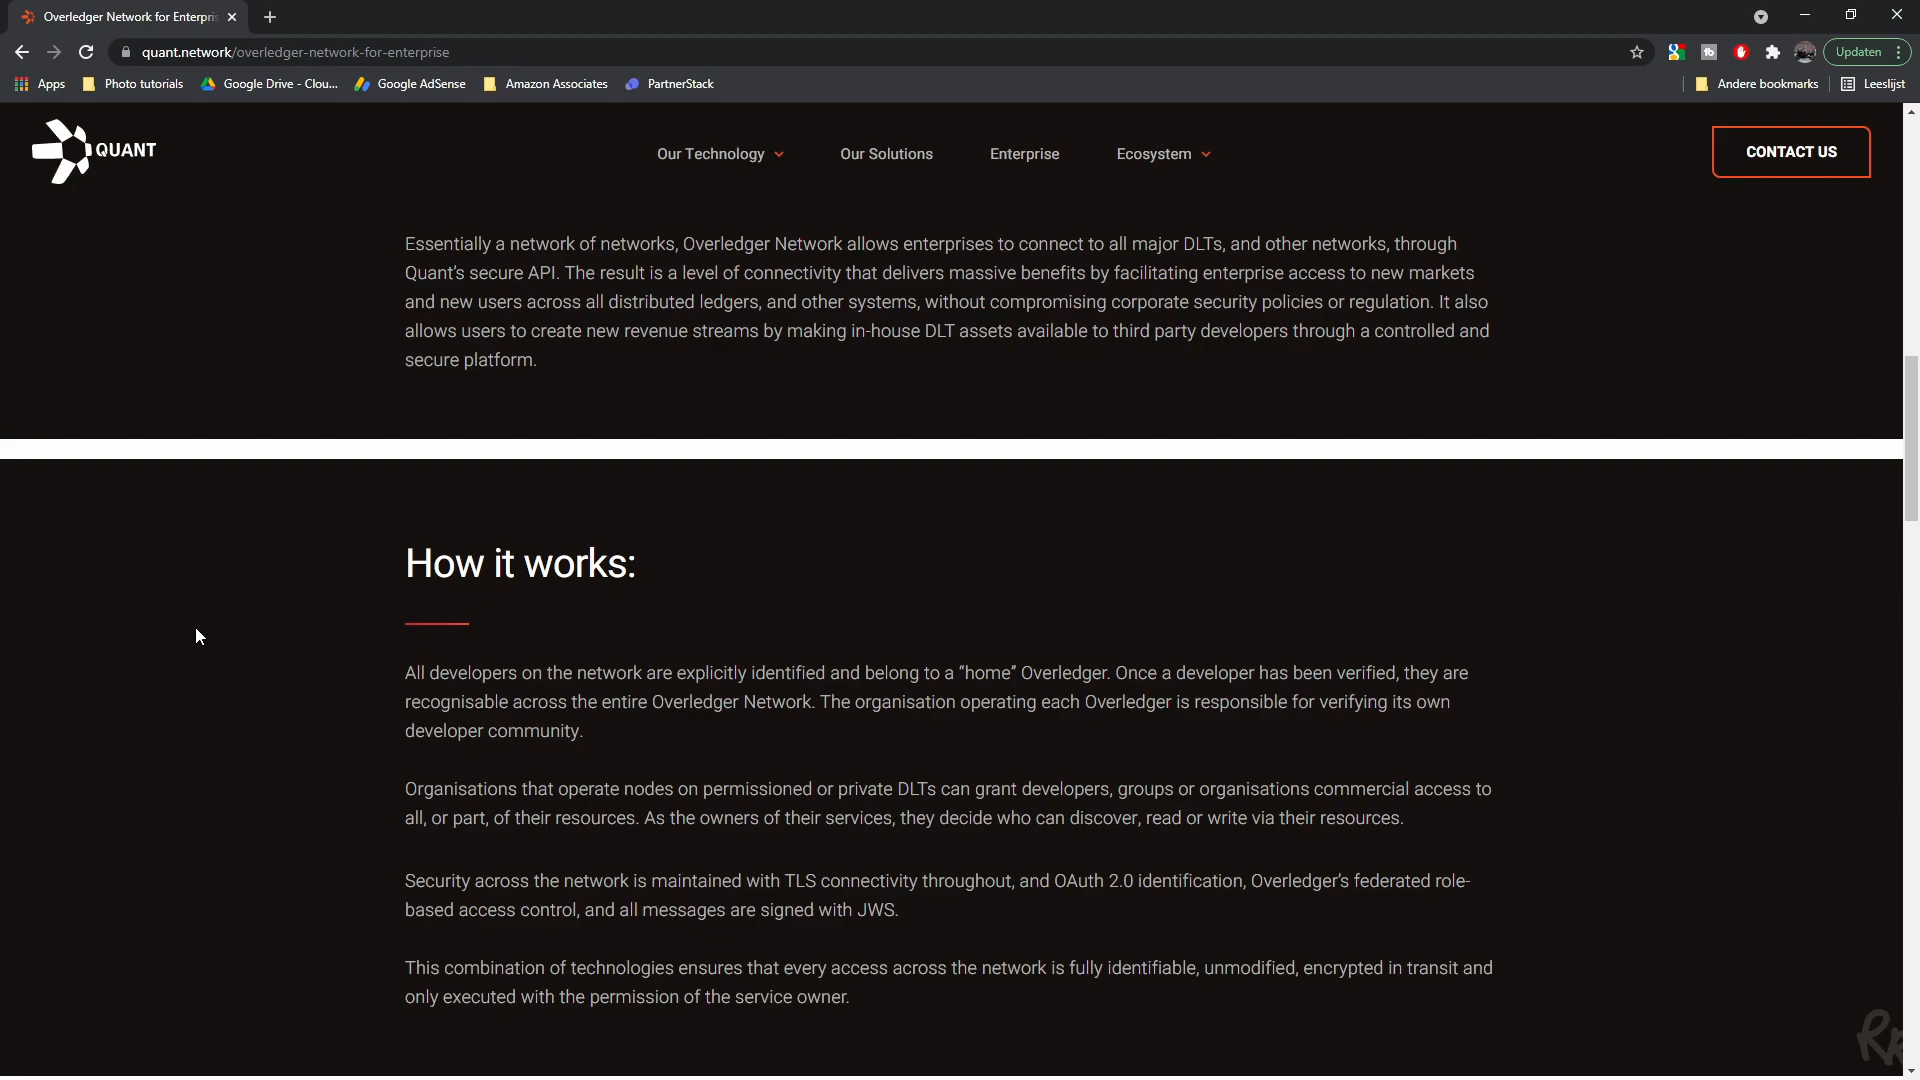 Overledger Network for Enterpris
quant.network/overledger-network-for-enterprise
Updaten
Apps
Photo tutorials
Google Drive - Clou...
Google AdSense
Amazon Associates
PartnerStack
Andere bookmarks
Leeslijst
QUANT
Our Technology
Our Solutions
Enterprise
Ecosystem
CONTACT US
Essentially a network of networks, Overledger Network allows enterprises to connect to all major DLTs, and other networks, through
Quant's secure API. The result is a level of connectivity that delivers massive benefits by facilitating enterprise access to new markets
and new users across all distributed ledgers, and other systems, without compromising corporate security policies or regulation. It also
allows users to create new revenue streams by making in-house DLT assets available to third party developers through a controlled and
secure platform.
How it works:
All developers on the network are explicitly identified and belong to a “home” Overledger. Once a developer has been verified, they are
recognisable across the entire Overledger Network. The organisation operating each Overledger is responsible for verifying its own
developer community.
Organisations that operate nodes on permissioned or private DLTs can grant developers, groups or organisations commercial access to
all, or part, of their resources. As the owners of their services, they decide who can discover, read or write via their resources.
Security across the network is maintained with TLS connectivity throughout, and OAuth 2.0 identification, Overledger's federated role-
based access control, and all messages are signed with JWS.
This combination of technologies ensures that every access across the network is fully identifiable, unmodified, encrypted in transit and
only executed with the permission of the service owner.